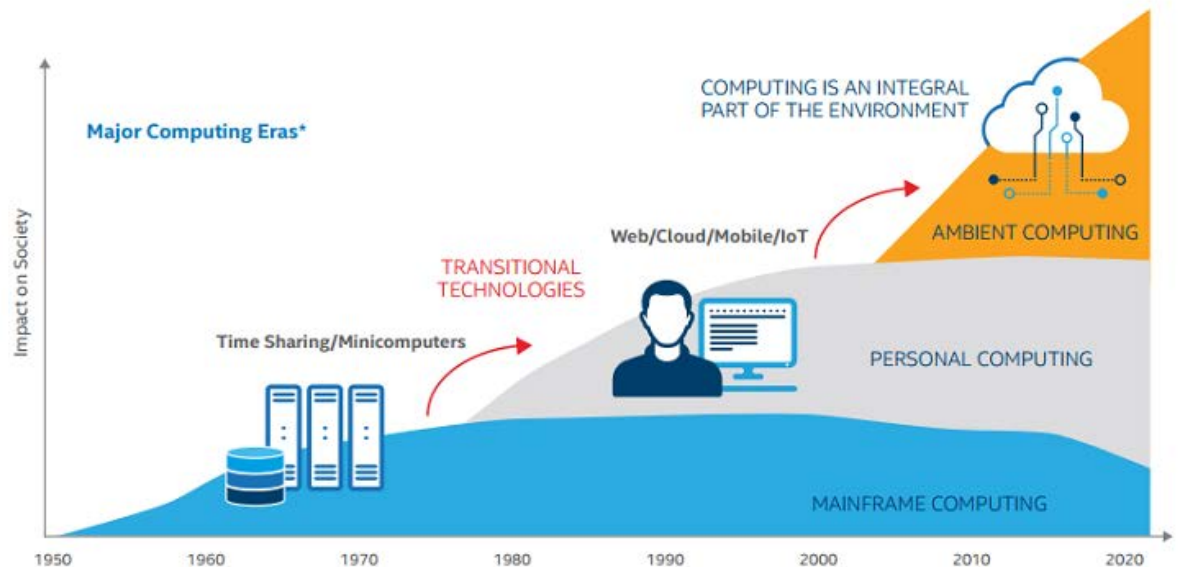 Major Computing Eras*
COMPUTING IS AN INTEGRAL
PART OF THE ENVIRONMENT
Impact on Society
Web/Cloud/Mobile/IoT
AMBIENT COMPUTING
TRANSITIONAL
TECHNOLOGIES
Time Sharing/Minicomputers
PERSONAL COMPUTING
MAINFRAME COMPUTING
1950 1960 1970 1980 1990 2000 2010 2020